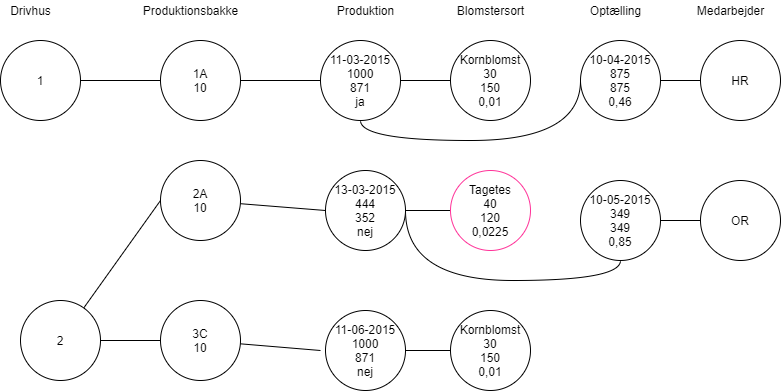 Drivhus
Produktionsbakke
Produktion
Blomstersort
Optælling
Medarbejder
1
1A
10
11-03-2015
1000
871
ja
Kornblomst
30
150
0,01
10-04-2015
875
875
0,46
HR
2A
10
13-03-2015
444
352
nej
Tagetes
40
120
0,0225
10-05-2015
349
349
0,85
OR
2
3C
10
11-06-2015
1000
871
nej
Kornblomst
30
150
0,01